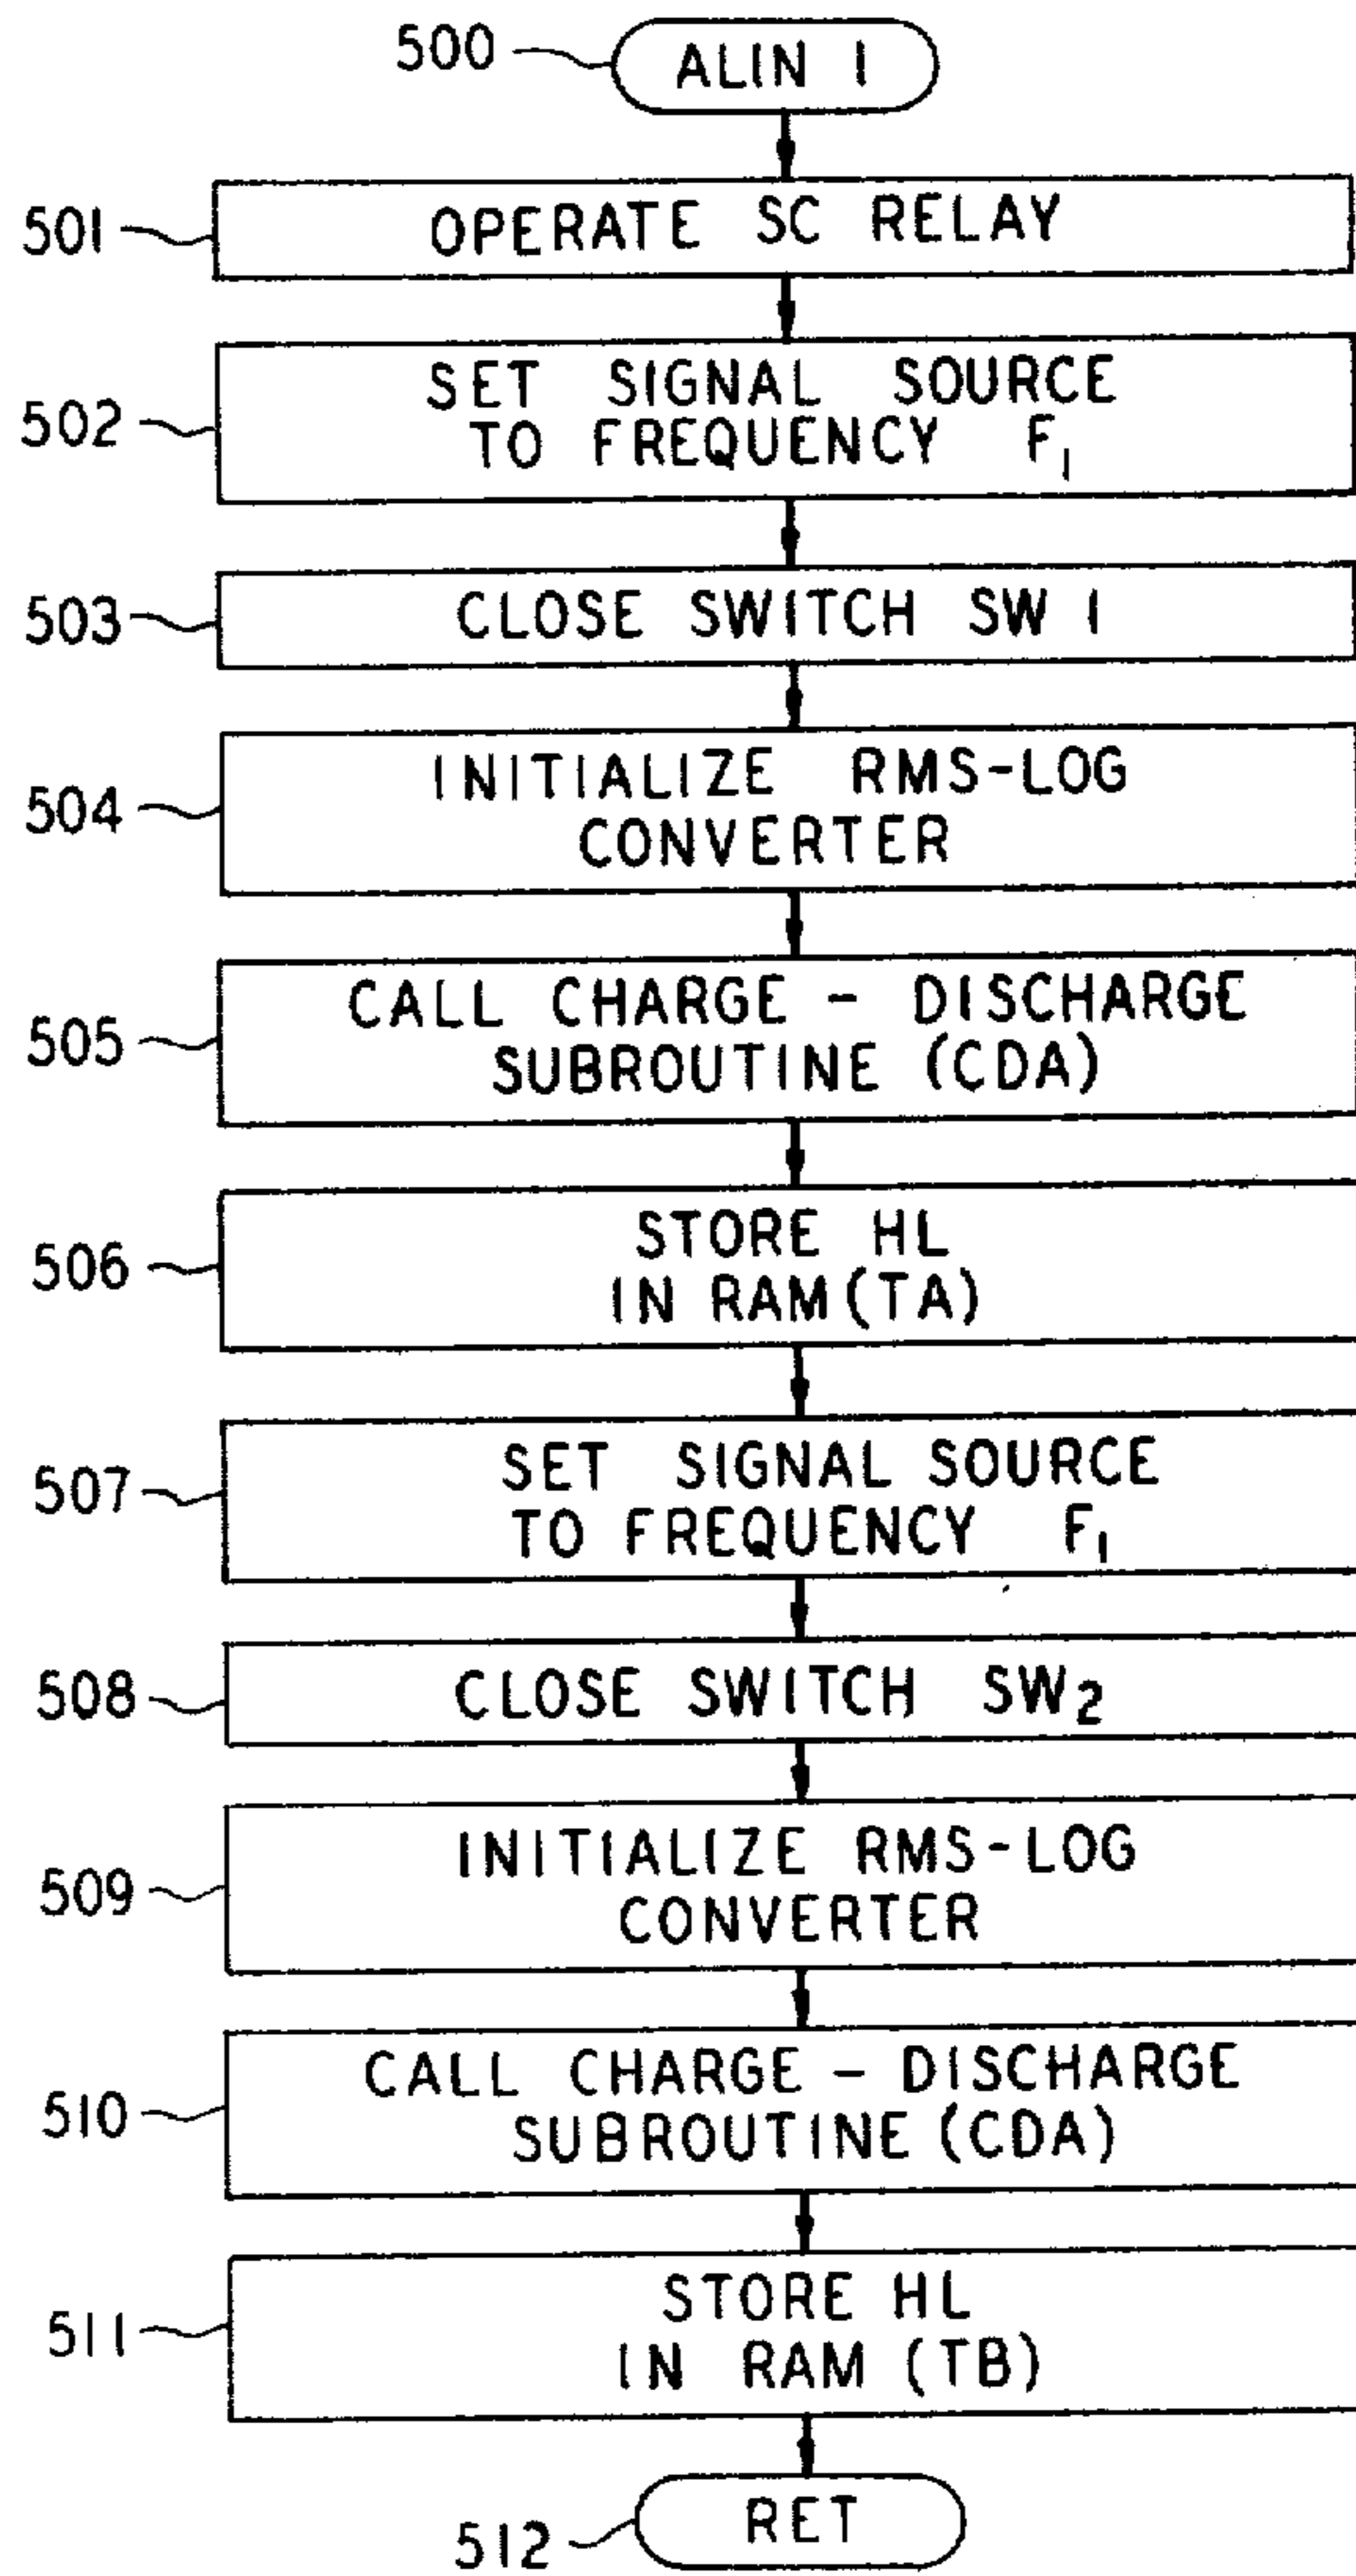 500 ALIN 1
501 OPERATE SC RELAY
502 SET SIGNAL SOURCE
TO FREQUENCY F₁
503 CLOSE SWITCH SW 1
504 INITIALIZE RMS-LOG
CONVERTER
505 CALL CHARGE - DISCHARGE
SUBROUTINE (CDA)
506 STORE HL
IN RAM (TA)
507 SET SIGNAL SOURCE
TO FREQUENCY F₁
508 CLOSE SWITCH SW₂
509 INITIALIZE RMS-LOG
CONVERTER
510 CALL CHARGE - DISCHARGE
SUBROUTINE (CDA)
511 STORE HL
IN RAM (TB)
512 RET